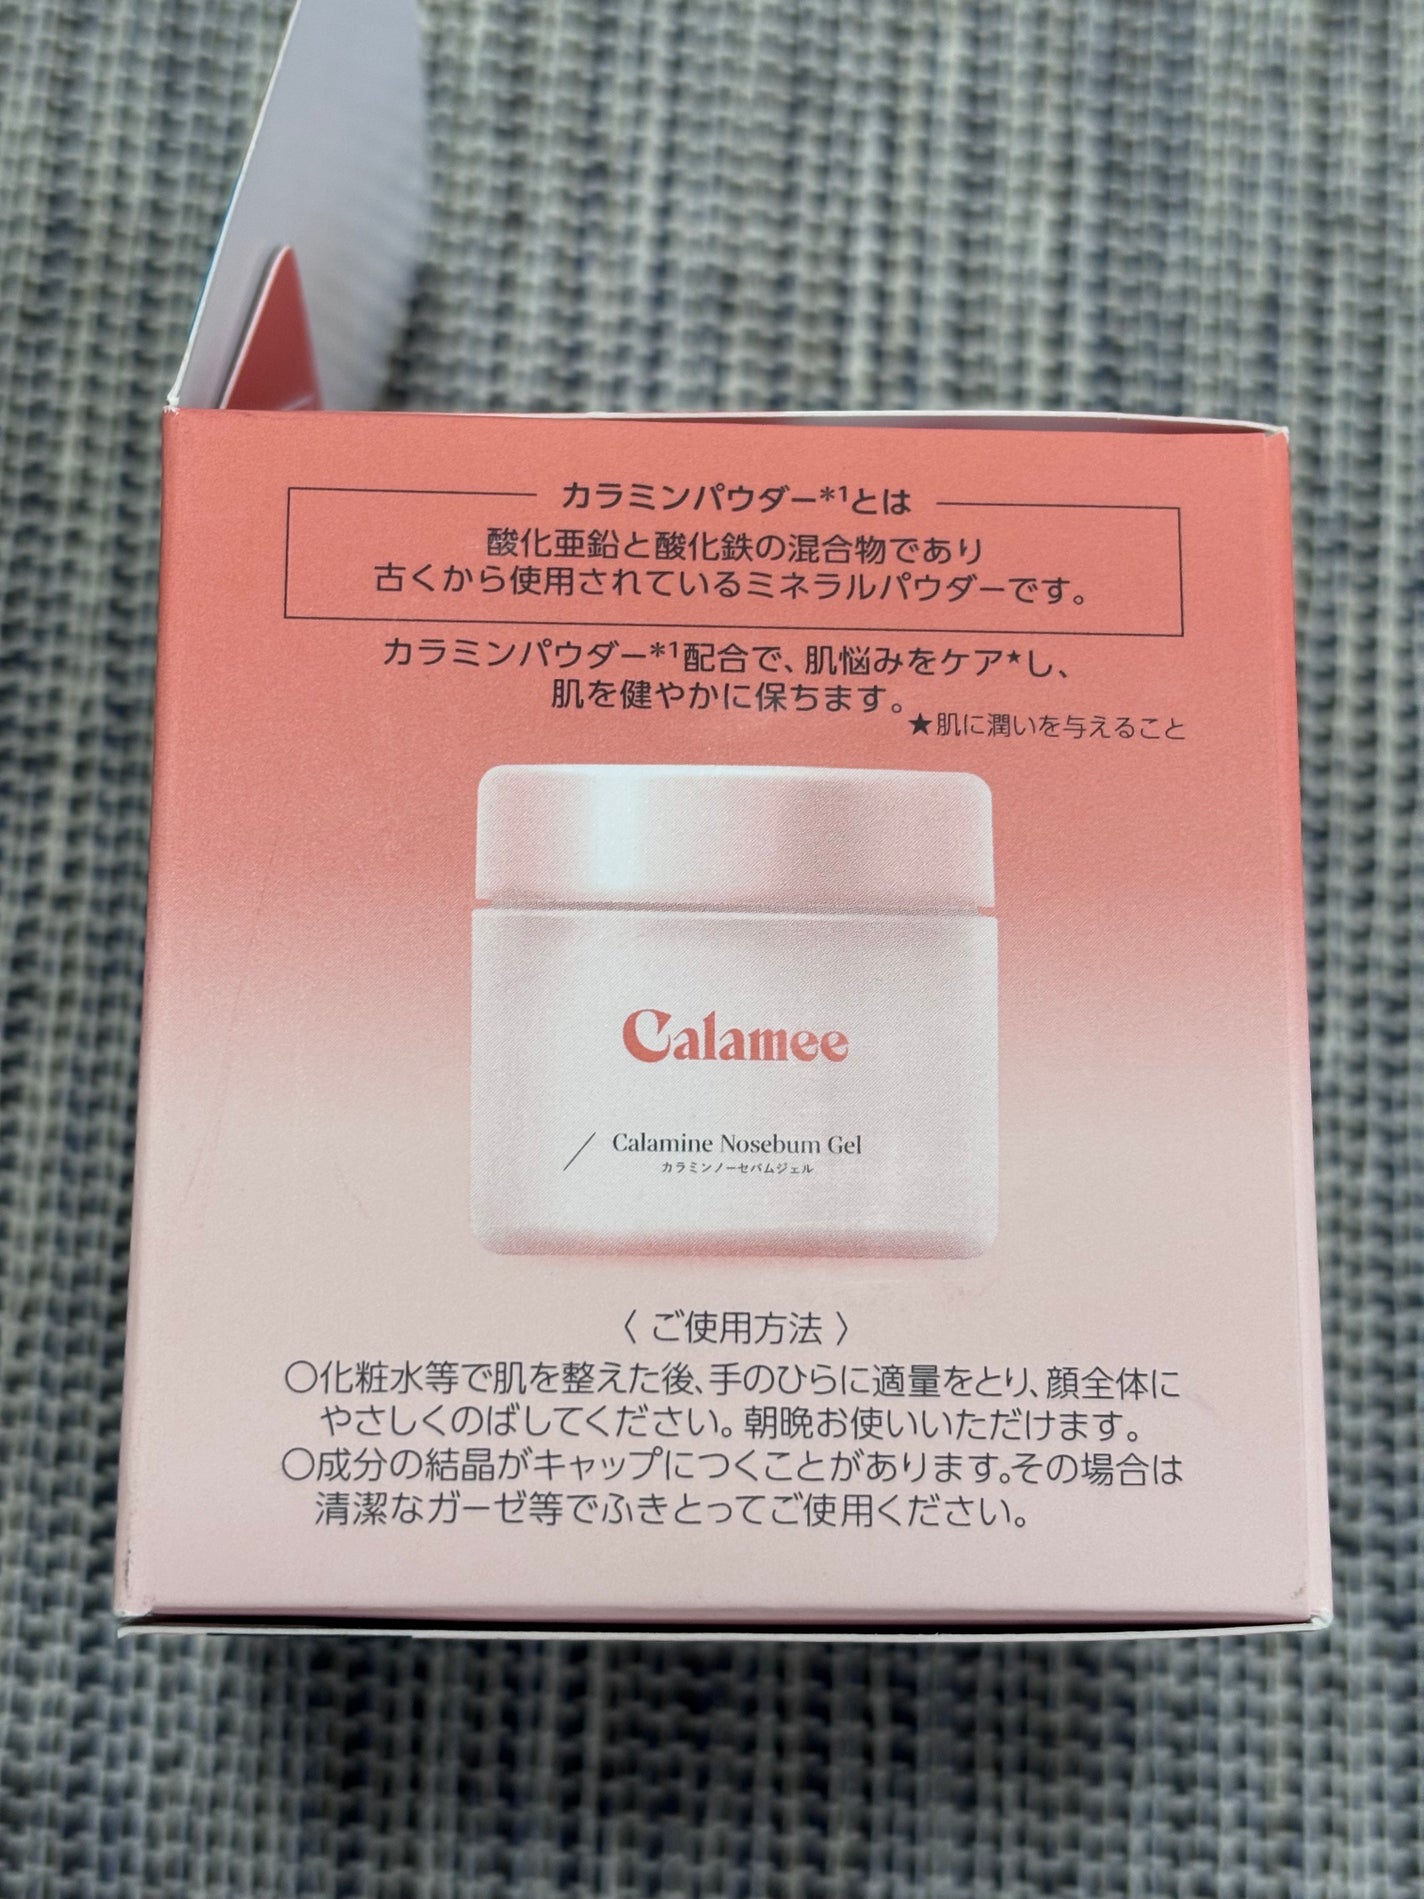 カラミンパウダー*1とは
酸化亜鉛と酸化鉄の混合物であり
古くから使用されているミネラルパウダーです。
カラミンパウダー*1配合で、肌悩みをケア★し、
肌を健やかに保ちます。
★肌に潤いを与えること
Calamee
Calamine Nosebum Gel
カラミンノーセバムジェル
〈 ご使用方法 〉
○化粧水等で肌を整えた後、手のひらに適量をとり、顔全体に
やさしくのばしてください。朝晩お使いいただけます。
○成分の結晶がキャップにつくことがあります。その場合は
清潔なガーゼ等でふきとってご使用ください。